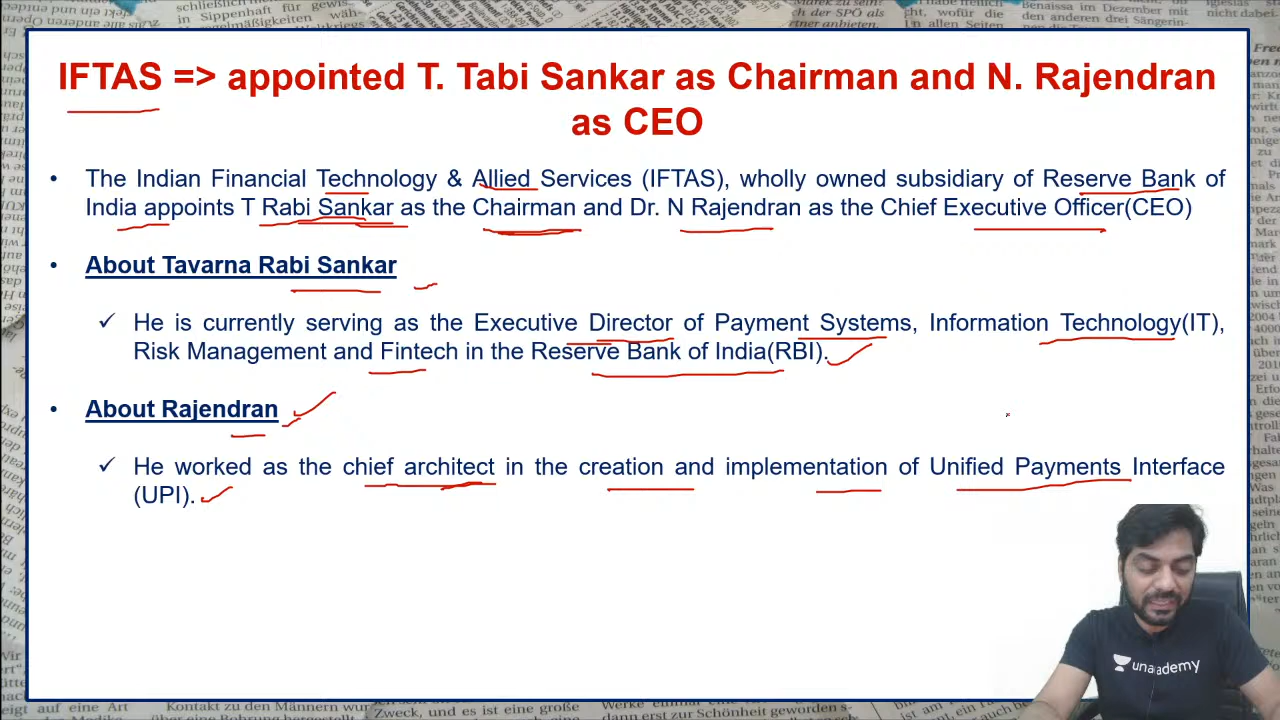 IFTAS => appointed T. Tabi Sankar as Chairman and N. Rajendran
as CEO
• The Indian Financial Technology & Allied Services (IFTAS), wholly owned subsidiary of Reserve Bank of
India appoints T Rabi Sankar as the Chairman and Dr. N Rajendran as the Chief Executive Officer(CEO)
• About Tavarna Rabi Sankar
✓ He is currently serving as the Executive Director of Payment Systems, Information Technology(IT),
Risk Management and Fintech in the Reserve Bank of India(RBI).
• About Rajendran
✓ He worked as the chief architect in the creation and implementation of Unified Payments Interface
(UPI).
unacademy